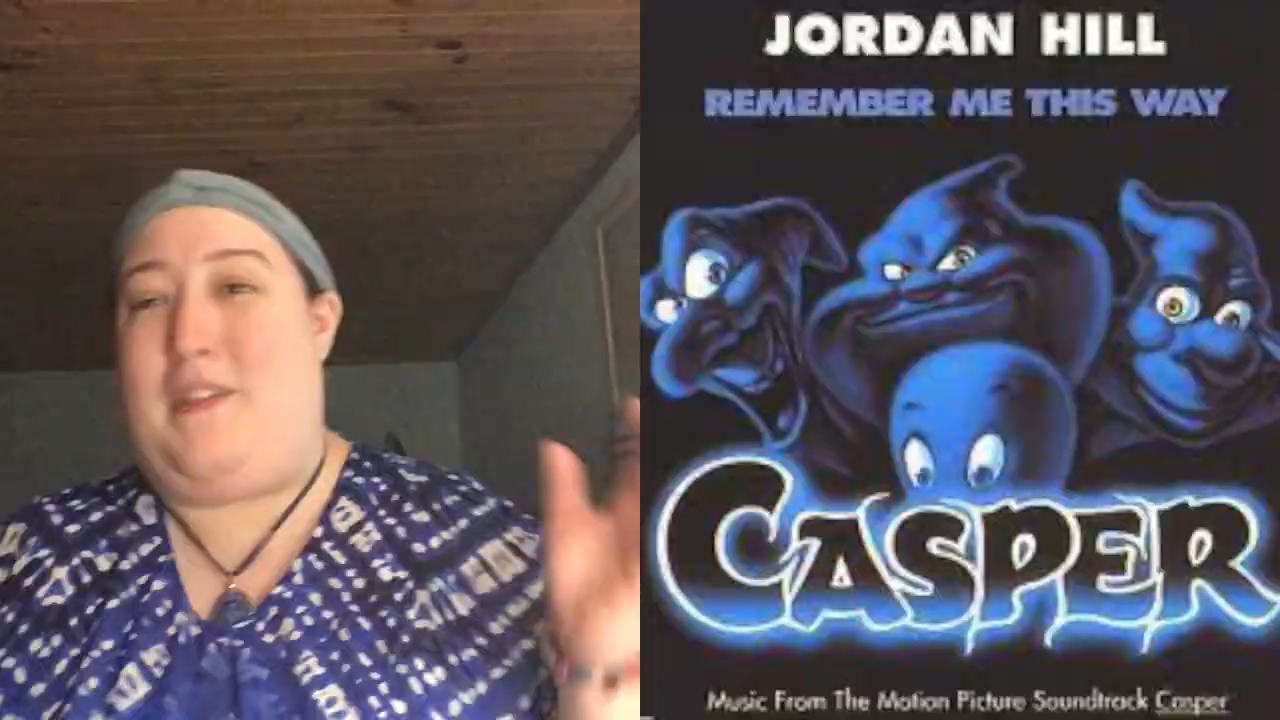 JORDAN HILL
REMEMBER ME THIS WAY
CASPER
Music From The Motion Picture Soundtrack Casper